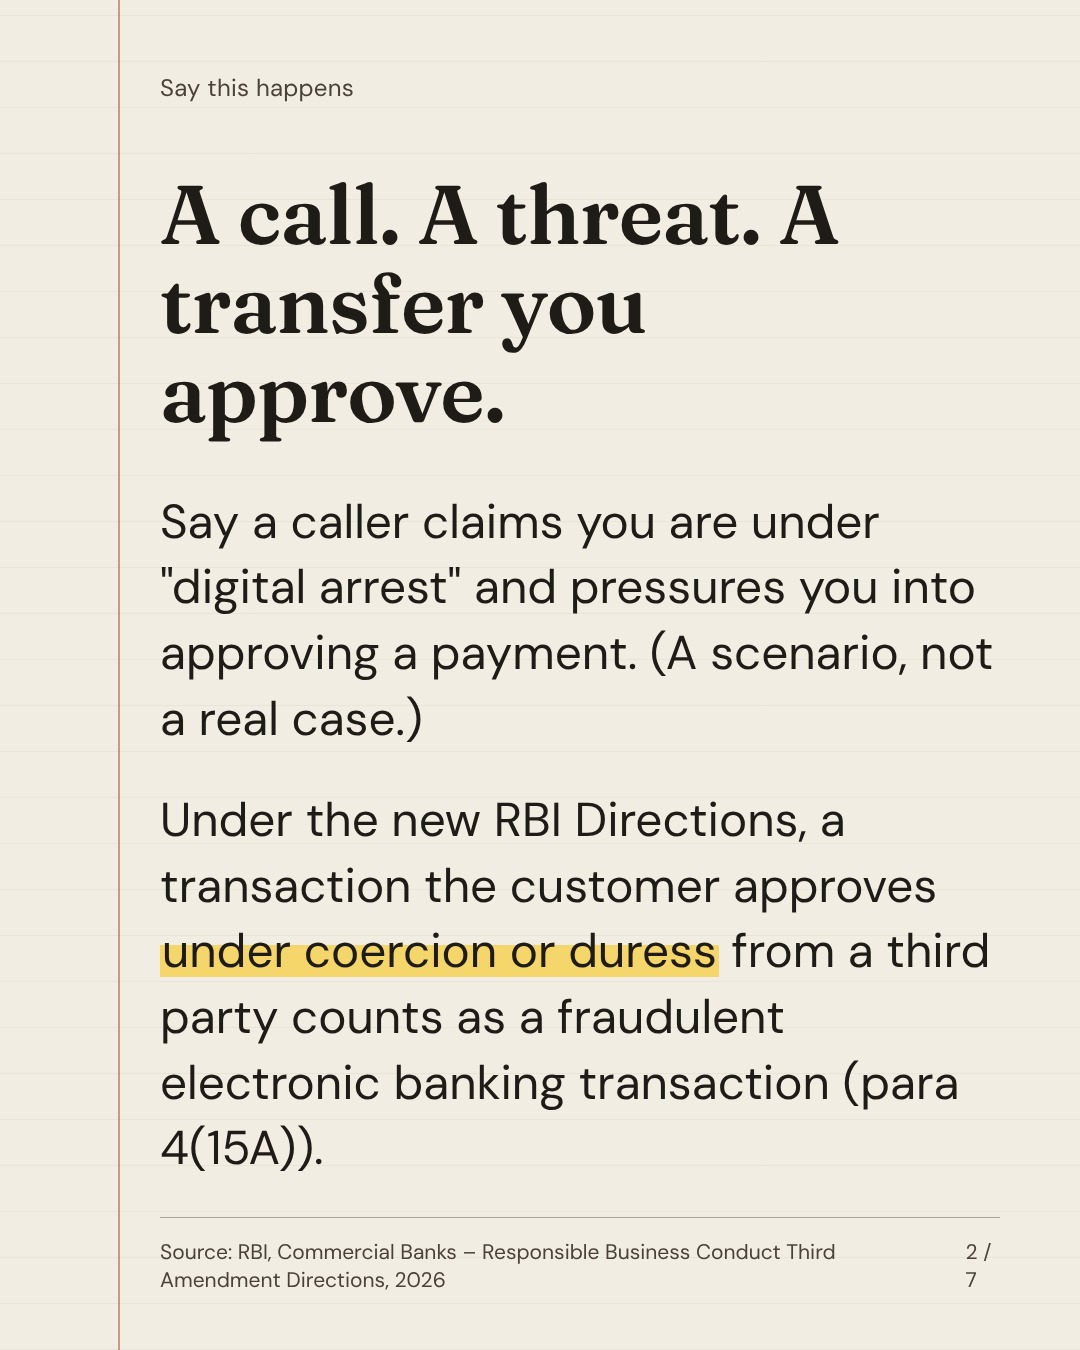 Say this happens
A call. A threat. A
transfer you
approve.
Say a caller claims you are under
"digital arrest" and pressures you into
approving a payment. (A scenario, not
a real case.)
Under the new RBI Directions, a
transaction the customer approves
under coercion or duress from a third
party counts as a fraudulent
electronic banking transaction (para
4(15A)).
Source: RBI, Commercial Banks – Responsible Business Conduct Third
Amendment Directions, 2026
2 /
7